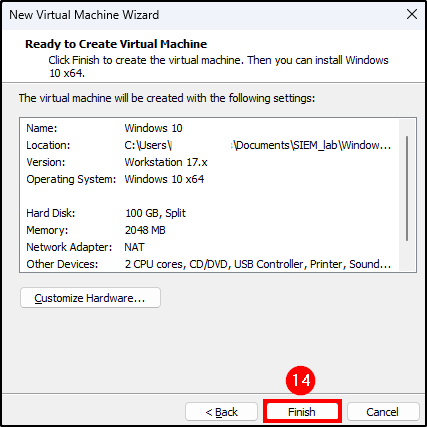 New Virtual Machine Wizard
Ready to Create Virtual Machine
Click Finish to create the virtual machine. Then you can install Windows
10 x64.
The virtual machine will be created with the following settings:
Name: Windows 10
Location: C:\Users\ \Documents\SIEM_lab\Window...
Version: Workstation 17.x
Operating System: Windows 10 x64
Hard Disk: 100 GB, Split
Memory: 2048 MB
Network Adapter: NAT
Other Devices: 2 CPU cores, CD/DVD, USB Controller, Printer, Sound...
Customize Hardware...
14
< Back Finish Cancel